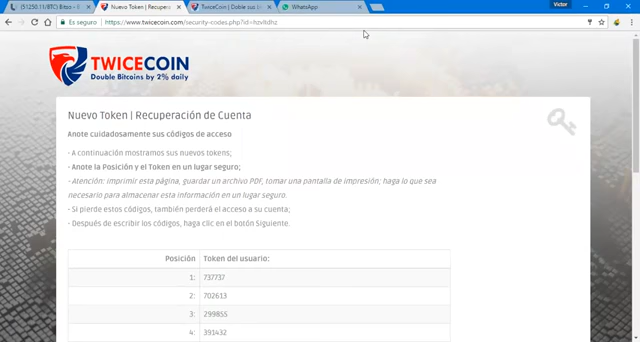 (51250.11/BTC) Bitso - B
Nuevo Token | Recupera
TwiceCoin | Doble sus
WhatsApp
Victor
Es seguro
https://www.twicecoin.com/security-codes.php?id=hzvltdhz
TWICECOIN
Double Bitcoins by 2% daily
Nuevo Token | Recuperación de Cuenta
Anote cuidadosamente sus códigos de acceso
- A continuación mostramos sus nuevos tokens;
- Anote la Posición y el Token en un lugar seguro;
- Atención: imprimir esta página, guardar un archivo PDF, tomar una pantalla de impresión; haga lo que sea
necesario para almacenar esta información en un lugar seguro.
- Si pierde estos códigos, también perderá el acceso a su cuenta;
- Después de escribir los códigos, haga clic en el botón Siguiente.
Posición Token del usuario:
1: 737737
2: 702613
3: 299855
4: 391432